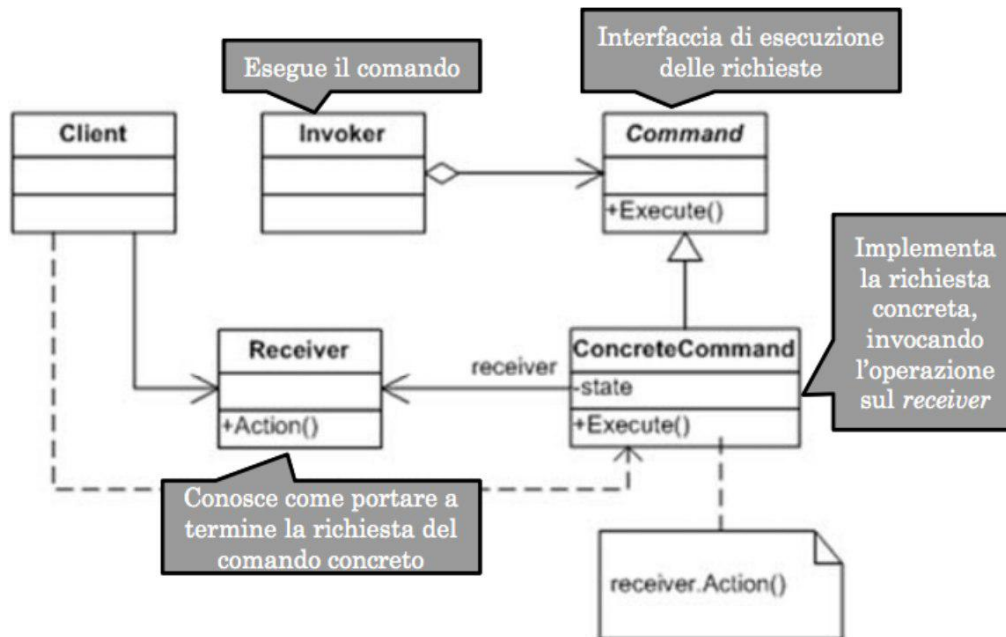 Esegue il comando
Interfaccia di esecuzione
delle richieste
Client
Invoker
Command
+Execute()
Implementa
la richiesta
concreta,
invocando
l'operazione
sul receiver
Receiver
+Action()
receiver
ConcreteCommand
-state
+Execute()
Conosce come portare a
termine la richiesta del
comando concreto
receiver.Action()